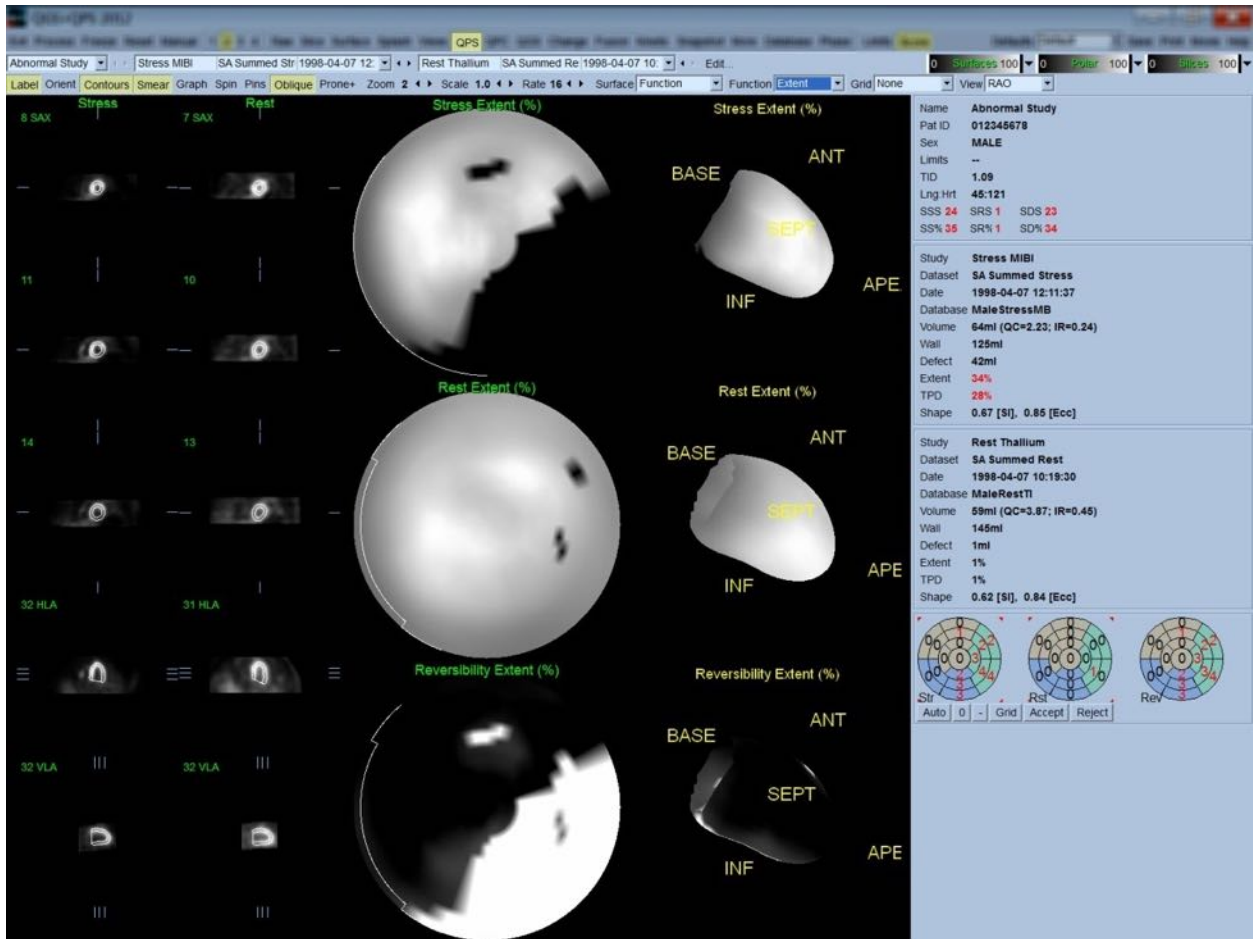 QGS+QPS 2012
QPS
Abnormal Study Stress MIBI SA Summed Str 1998-04-07 12: Rest Thallium SA Summed Re 1998-04-07 10: Edit...
0 Surfaces 100 0 Polar 100 0 Slices 100
Label Orient Contours Smear Graph Spin Pins Oblique Prone+ Zoom 2 Scale 1.0 Rate 16 Surface Function Function Extent Grid None View RAO
Stress Rest
8 SAX 7 SAX
11 10
14 13
32 HLA 31 HLA
32 VLA 32 VLA
Stress Extent (%)
Rest Extent (%)
Reversibility Extent (%)
Stress Extent (%)
ANT
BASE
SEPT
APE
INF
Rest Extent (%)
ANT
BASE
SEPT
APE
INF
Reversibility Extent (%)
ANT
BASE
SEPT
APE
INF
Name Abnormal Study
Pat ID 012345678
Sex MALE
Limits --
TID 1.09
Lng:Hrt 45:121
SSS 24 SRS 1 SDS 23
SS% 35 SR% 1 SD% 34
Study Stress MIBI
Dataset SA Summed Stress
Date 1998-04-07 12:11:37
Database MaleStressMB
Volume 64ml (QC=2.23; IR=0.24)
Wall 125ml
Defect 42ml
Extent 34%
TPD 28%
Shape 0.67 [SI], 0.85 [Ecc]
Study Rest Thallium
Dataset SA Summed Rest
Date 1998-04-07 10:19:30
Database MaleRestTl
Volume 59ml (QC=3.87; IR=0.45)
Wall 145ml
Defect 1ml
Extent 1%
TPD 1%
Shape 0.62 [SI], 0.84 [Ecc]
Str Rst Rev
Auto 0 - Grid Accept Reject